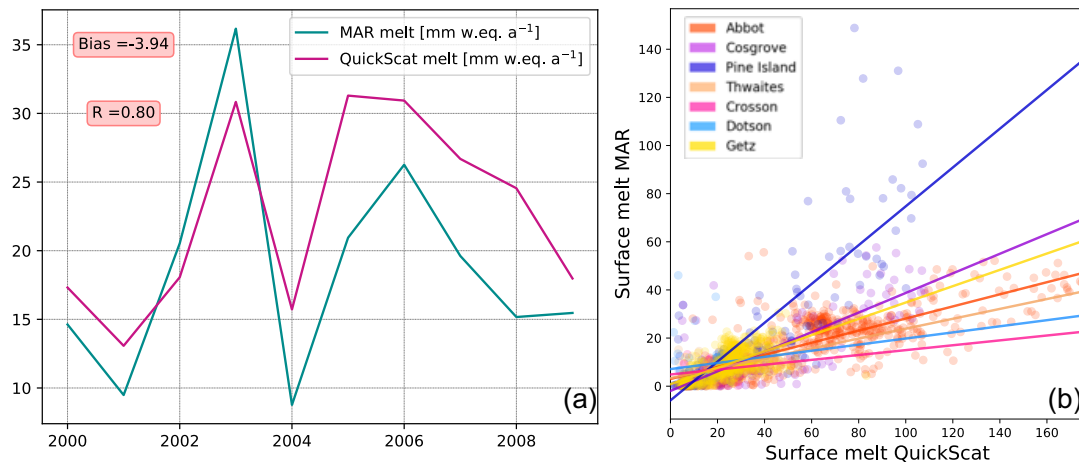 Bias =-3.94
R =0.80
MAR melt [mm w.eq. a⁻¹]
QuickScat melt [mm w.eq. a⁻¹]
35
30
25
20
15
10
2000
2002
2004
2006
2008
(a)
Surface melt MAR
140
120
100
80
60
40
20
0
Abbot
Cosgrove
Pine Island
Thwaites
Crosson
Dotson
Getz
0
20
40
60
80
100
120
140
160
Surface melt QuickScat
(b)